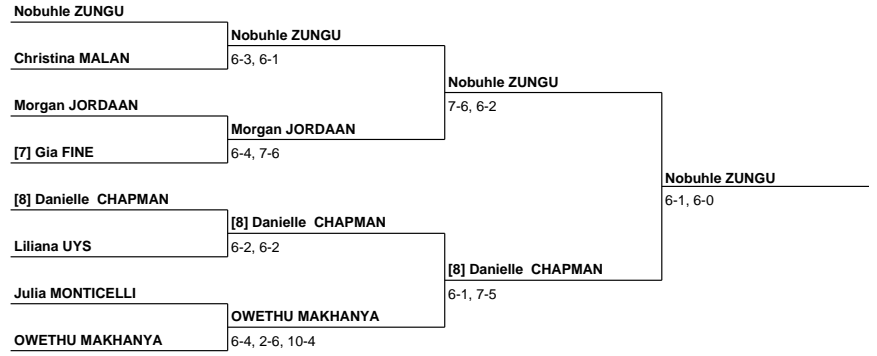 Nobuhle ZUNGU
Nobuhle ZUNGU
Christina MALAN
6-3, 6-1
Nobuhle ZUNGU
Morgan JORDAAN
7-6, 6-2
Morgan JORDAAN
[7] Gia FINE
6-4, 7-6
Nobuhle ZUNGU
[8] Danielle  CHAPMAN
6-1, 6-0
[8] Danielle  CHAPMAN
Liliana UYS
6-2, 6-2
[8] Danielle  CHAPMAN
Julia MONTICELLI
6-1, 7-5
OWETHU MAKHANYA
OWETHU MAKHANYA
6-4, 2-6, 10-4